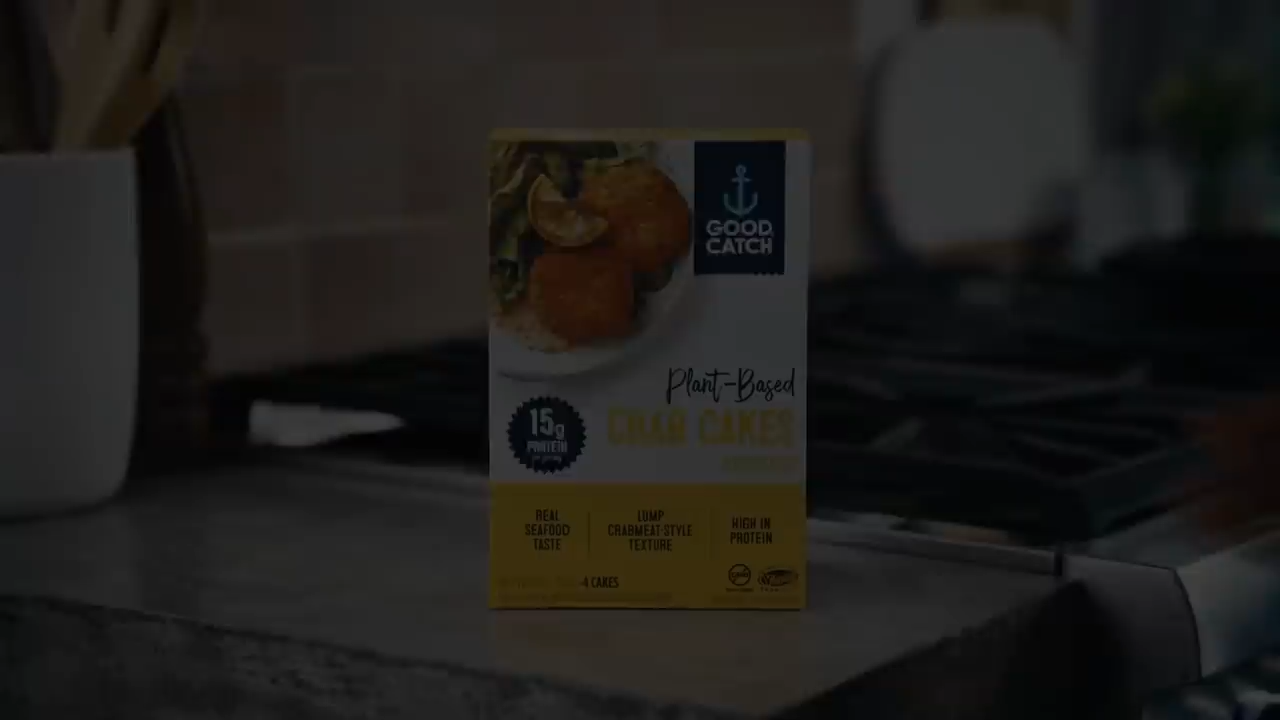 GOOD
CATCH
Plant-Based
CRAB CAKES
15g
PROTEIN
REAL
SEAFOOD
TASTE
LUMP
CRABMEAT-STYLE
TEXTURE
HIGH IN
PROTEIN
4 CAKES